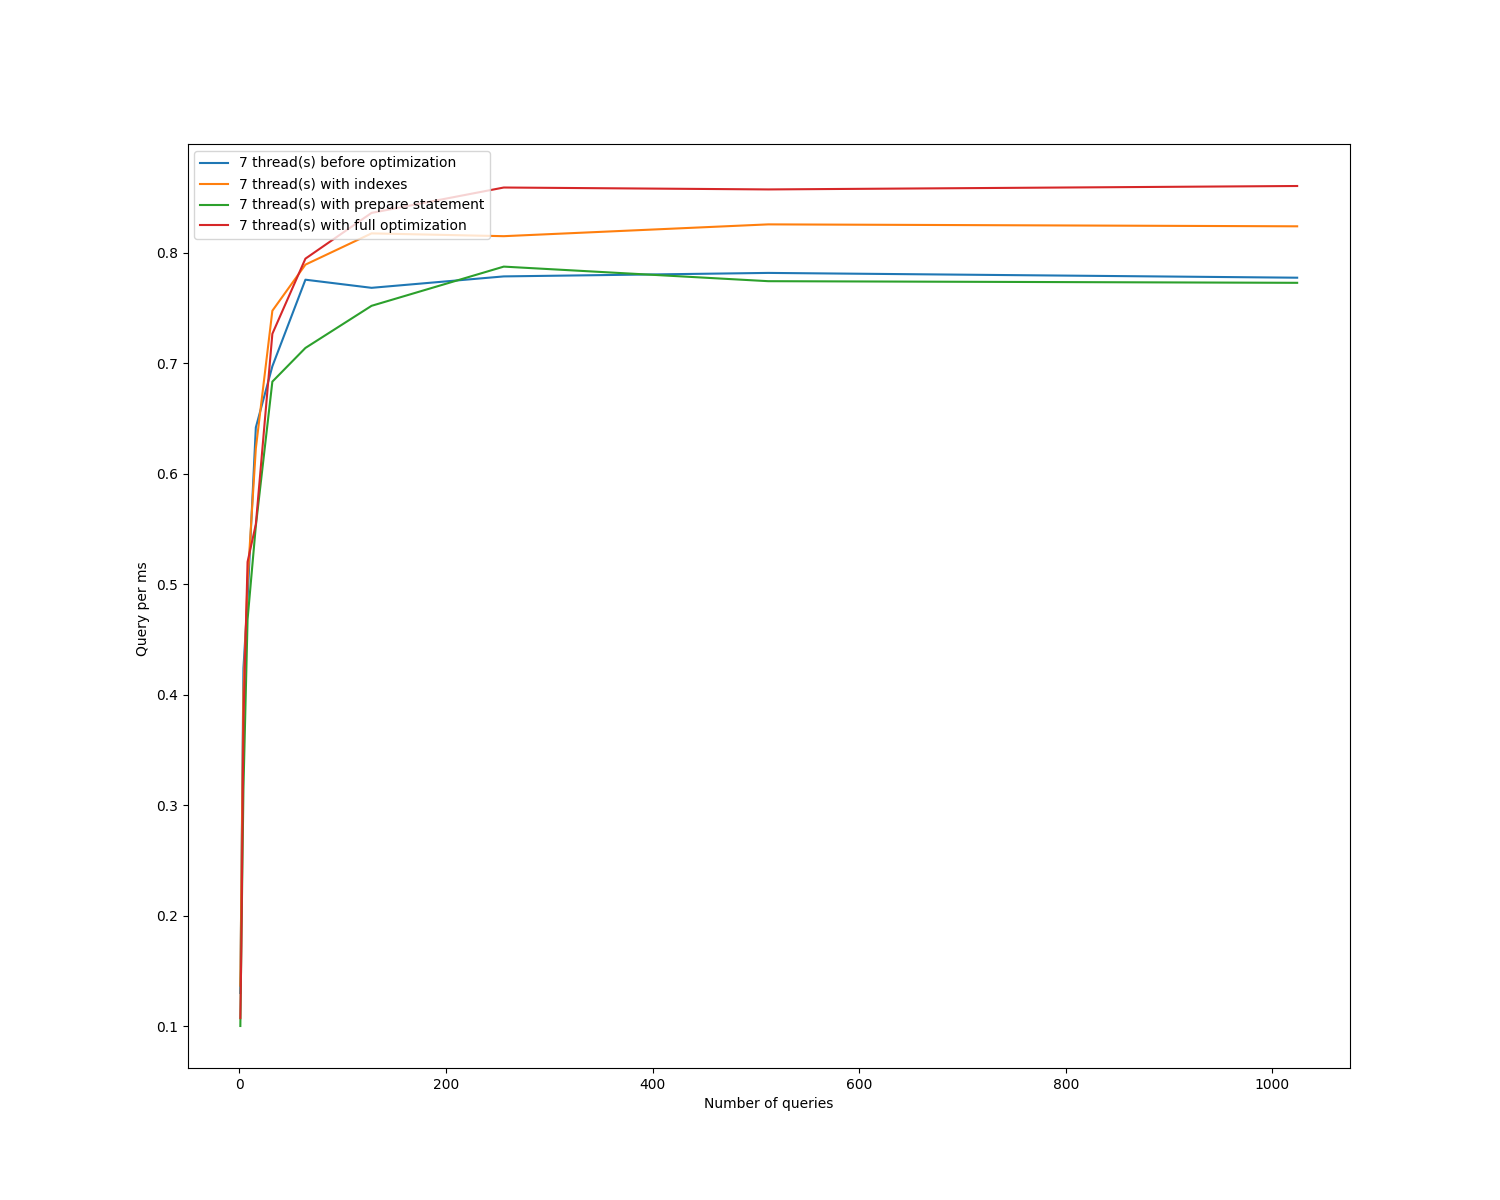 7 thread(s) before optimization
7 thread(s) with indexes
7 thread(s) with prepare statement
7 thread(s) with full optimization
0.8
0.7
0.6
0.5
0.4
0.3
0.2
0.1
Query per ms
0 200 400 600 800 1000
Number of queries